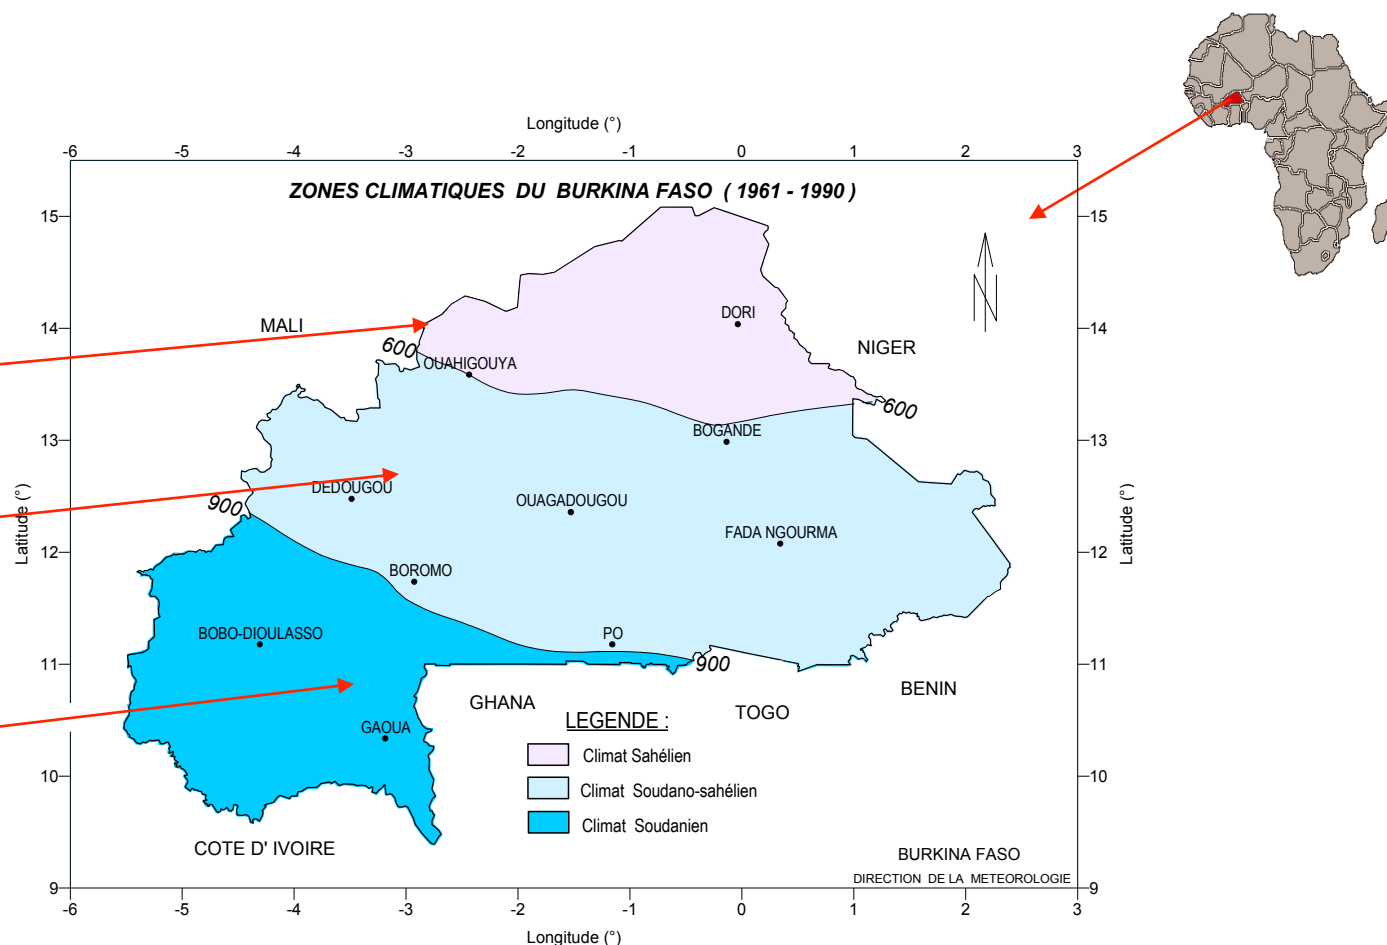 Longitude (°)
-6 -5 -4 -3 -2 -1 0 1 2 3
ZONES CLIMATIQUES DU BURKINA FASO ( 1961 - 1990 )
15 15
DORI
MALI
14 14
NIGER
600
OUAHIGOUYA
600
BOGANDE
13 13
DEDOUGOU
OUAGADOUGOU
900
Latitude (°)
Latitude (°)
FADA NGOURMA
12 12
BOROMO
BOBO-DIOULASSO
PO
11 11
900
BENIN
GHANA
TOGO
LEGENDE :
GAOUA
Climat Sahélien
10 10
Climat Soudano-sahélien
Climat Soudanien
COTE D' IVOIRE
BURKINA FASO
DIRECTION DE LA METEOROLOGIE
9 9
-6 -5 -4 -3 -2 -1 0 1 2 3
Longitude (°)
N